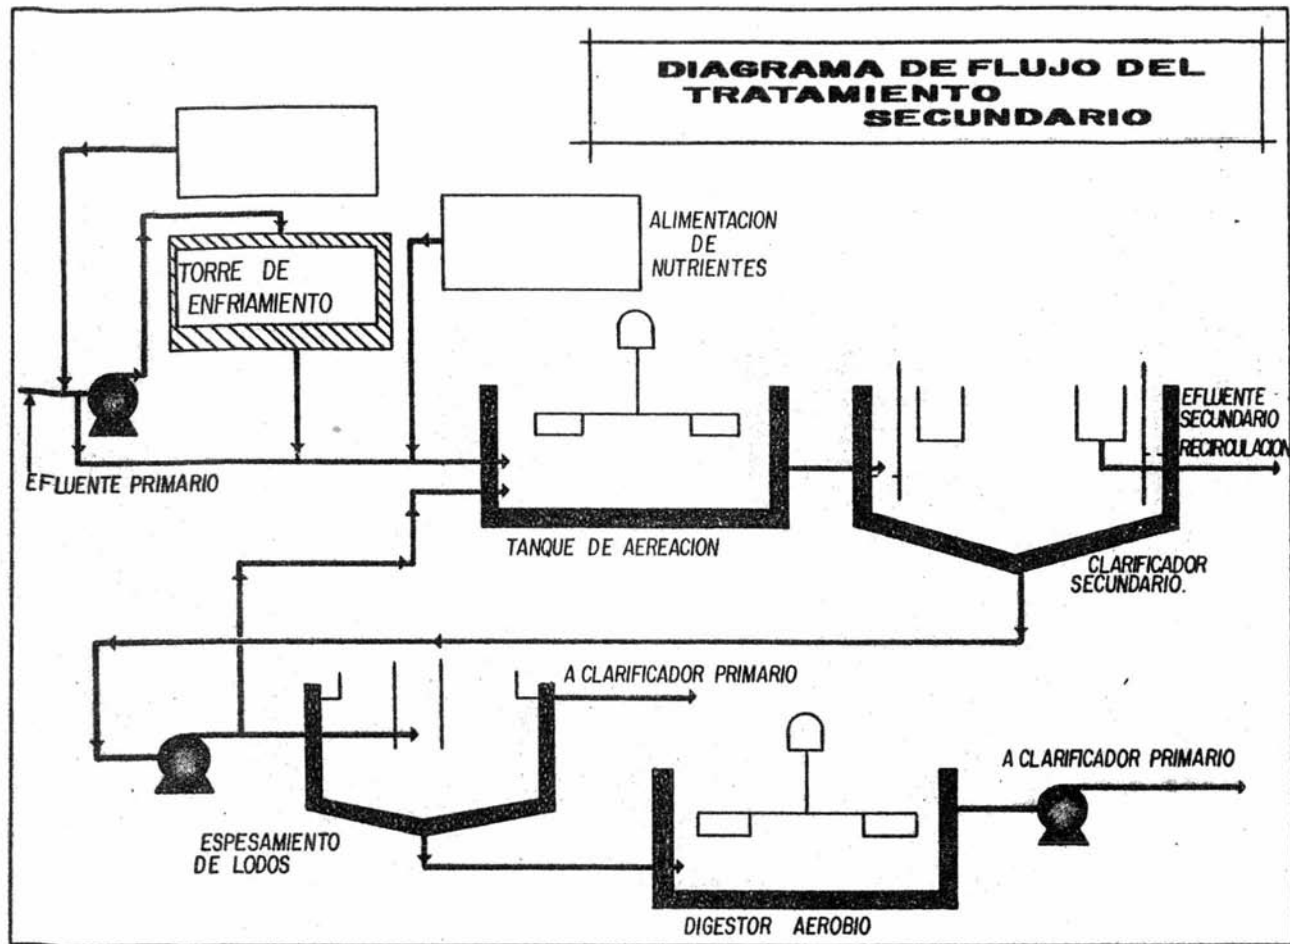 DIAGRAMA DE FLUJO DEL
TRATAMIENTO
SECUNDARIO
ALIMENTACION
DE
NUTRIENTES
TORRE DE
ENFRIAMIENTO
EFLUENTE
SECUNDARIO
RECIRCULACION
EFLUENTE PRIMARIO
TANQUE DE AEREACION
CLARIFICADOR
SECUNDARIO.
A CLARIFICADOR PRIMARIO
A CLARIFICADOR PRIMARIO
ESPESAMIENTO
DE LODOS
DIGESTOR AEROBIO